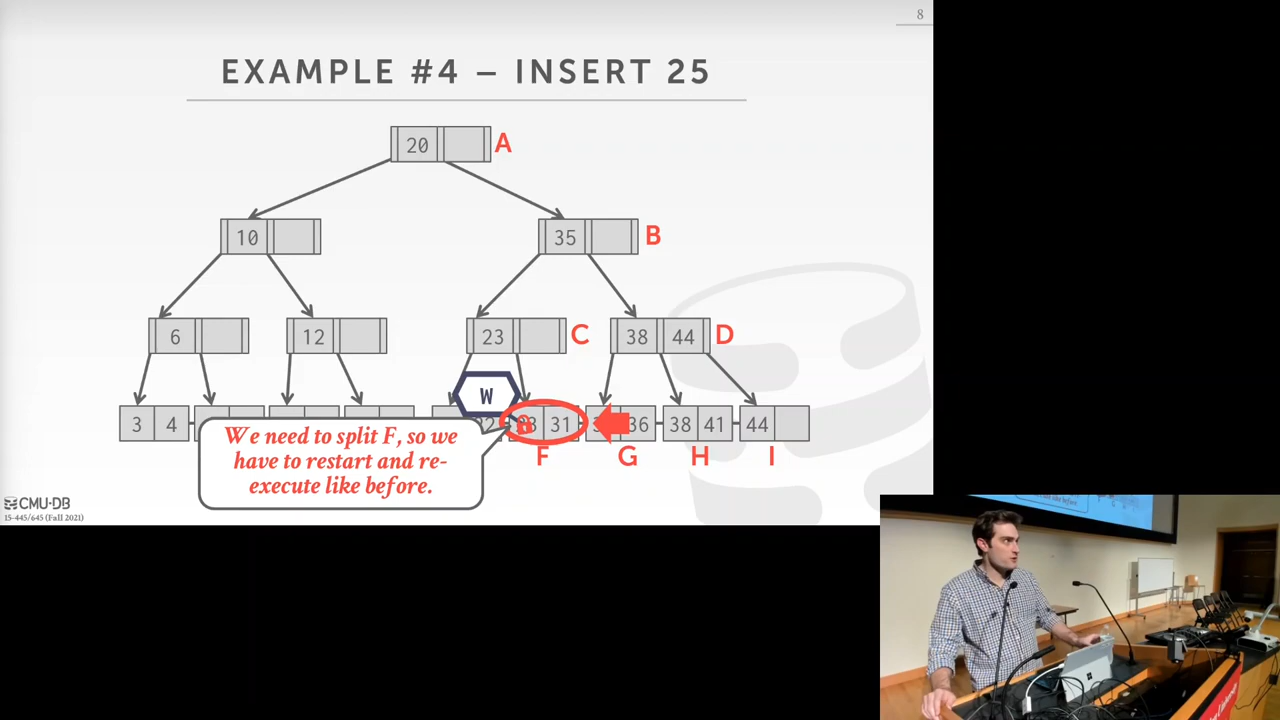 8
EXAMPLE #4 – INSERT 25
20 A
10
35 B
6
12
23 C
38 44 D
W
3 4
31
36
38 41
44
F
G
H
I
We need to split F, so we
have to restart and re-
execute like before.
CMU·DB
15-445/645 (Fall 2021)